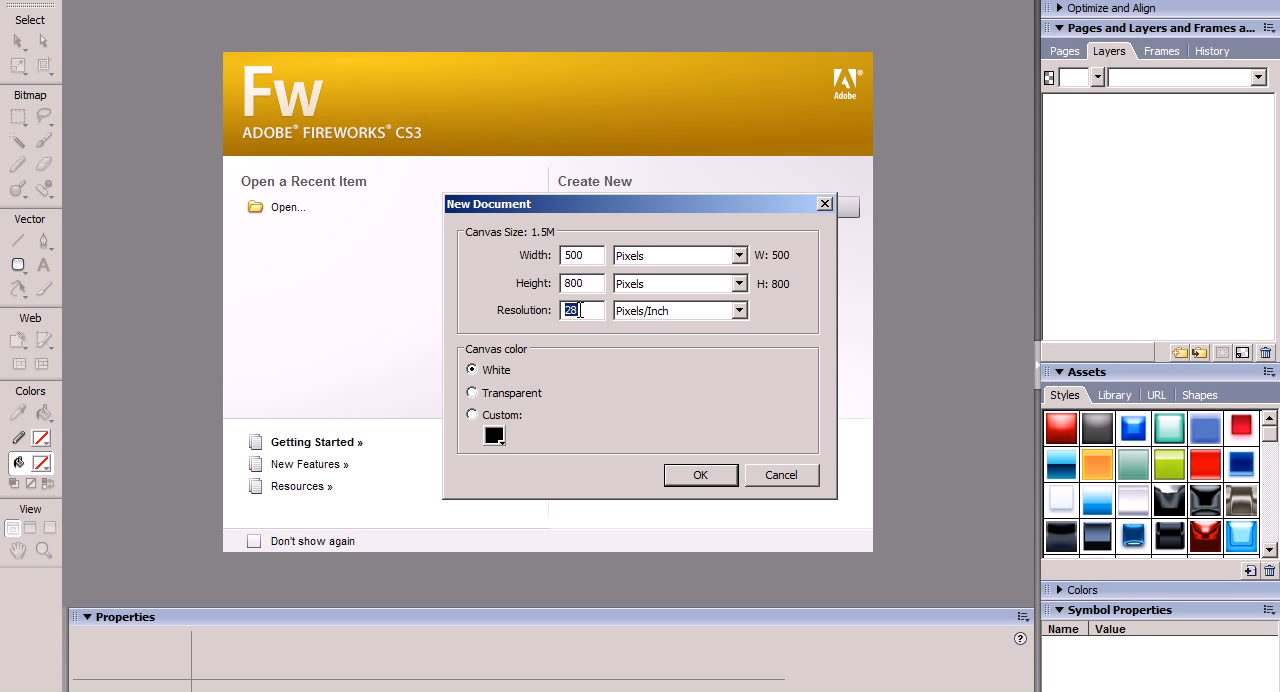 Select
Bitmap
Vector
Web
Colors
View
Fw
ADOBE® FIREWORKS® CS3
Adobe
Open a Recent Item
Open...
Create New
Getting Started »
New Features »
Resources »
Don't show again
New Document
Canvas Size: 1.5M
Width: 500 Pixels W: 500
Height: 800 Pixels H: 800
Resolution: 28 Pixels/Inch
Canvas color
White
Transparent
Custom:
OK Cancel
Properties
Optimize and Align
Pages and Layers and Frames a...
Pages Layers Frames History
Assets
Styles Library URL Shapes
Colors
Symbol Properties
Name Value